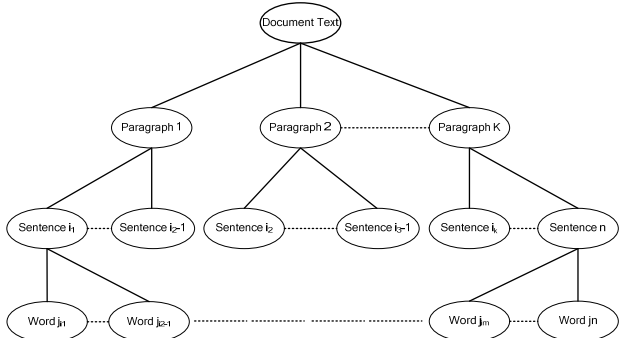 Document Text
Paragraph 1 Paragraph 2 Paragraph K
Sentence i₁ Sentence i₂-1 Sentence i₂ Sentence i₃-1 Sentence iₖ Sentence n
Word jᵢ₁ Word jᵢ₂₋₁ Word jᵢₙ Word jn